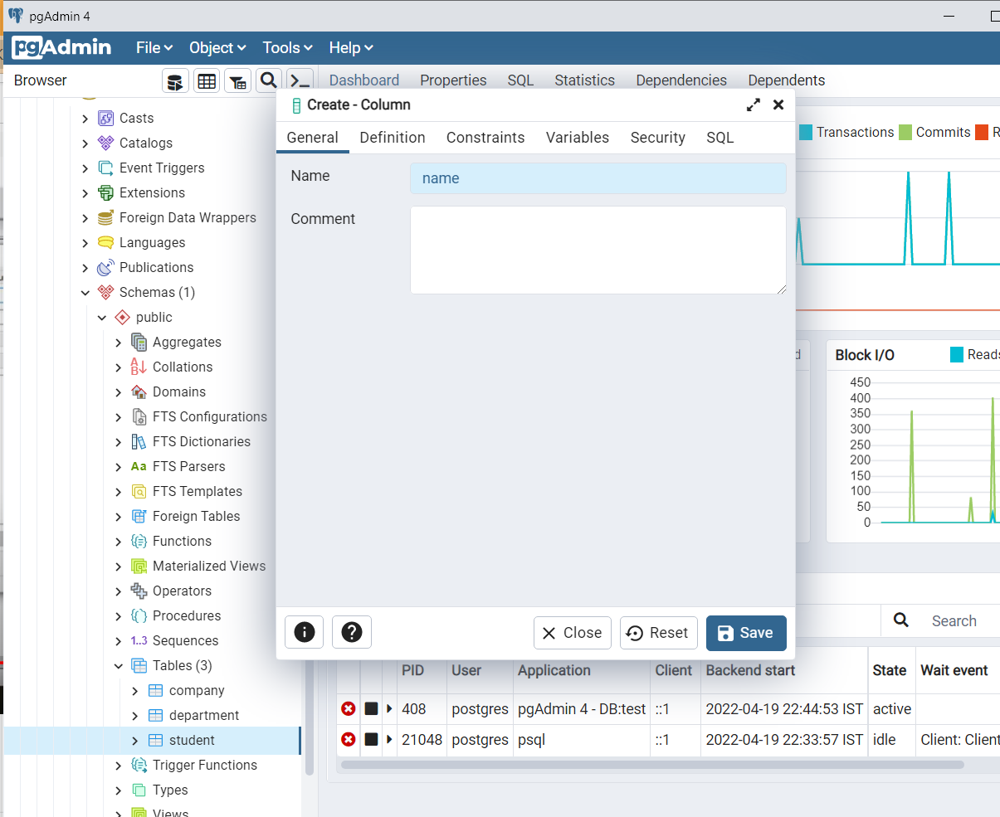 pgAdmin 4
pgAdmin File Object Tools Help
Browser
Dashboard Properties SQL Statistics Dependencies Dependents
Casts
Catalogs
Event Triggers
Extensions
Foreign Data Wrappers
Languages
Publications
Schemas (1)
public
Aggregates
Collations
Domains
FTS Configurations
FTS Dictionaries
Aa FTS Parsers
FTS Templates
Foreign Tables
Functions
Materialized Views
Operators
Procedures
1..3 Sequences
Tables (3)
company
department
student
Trigger Functions
Types
Views
Create - Column
General Definition Constraints Variables Security SQL
Name name
Comment
Close Reset Save
Transactions Commits R
d
Block I/O Reads
450
400
350
300
250
200
150
100
50
0
Search
PID User Application Client Backend start State Wait event
408 postgres pgAdmin 4 - DB:test ::1 2022-04-19 22:44:53 IST active
21048 postgres psql ::1 2022-04-19 22:33:57 IST idle Client: Client